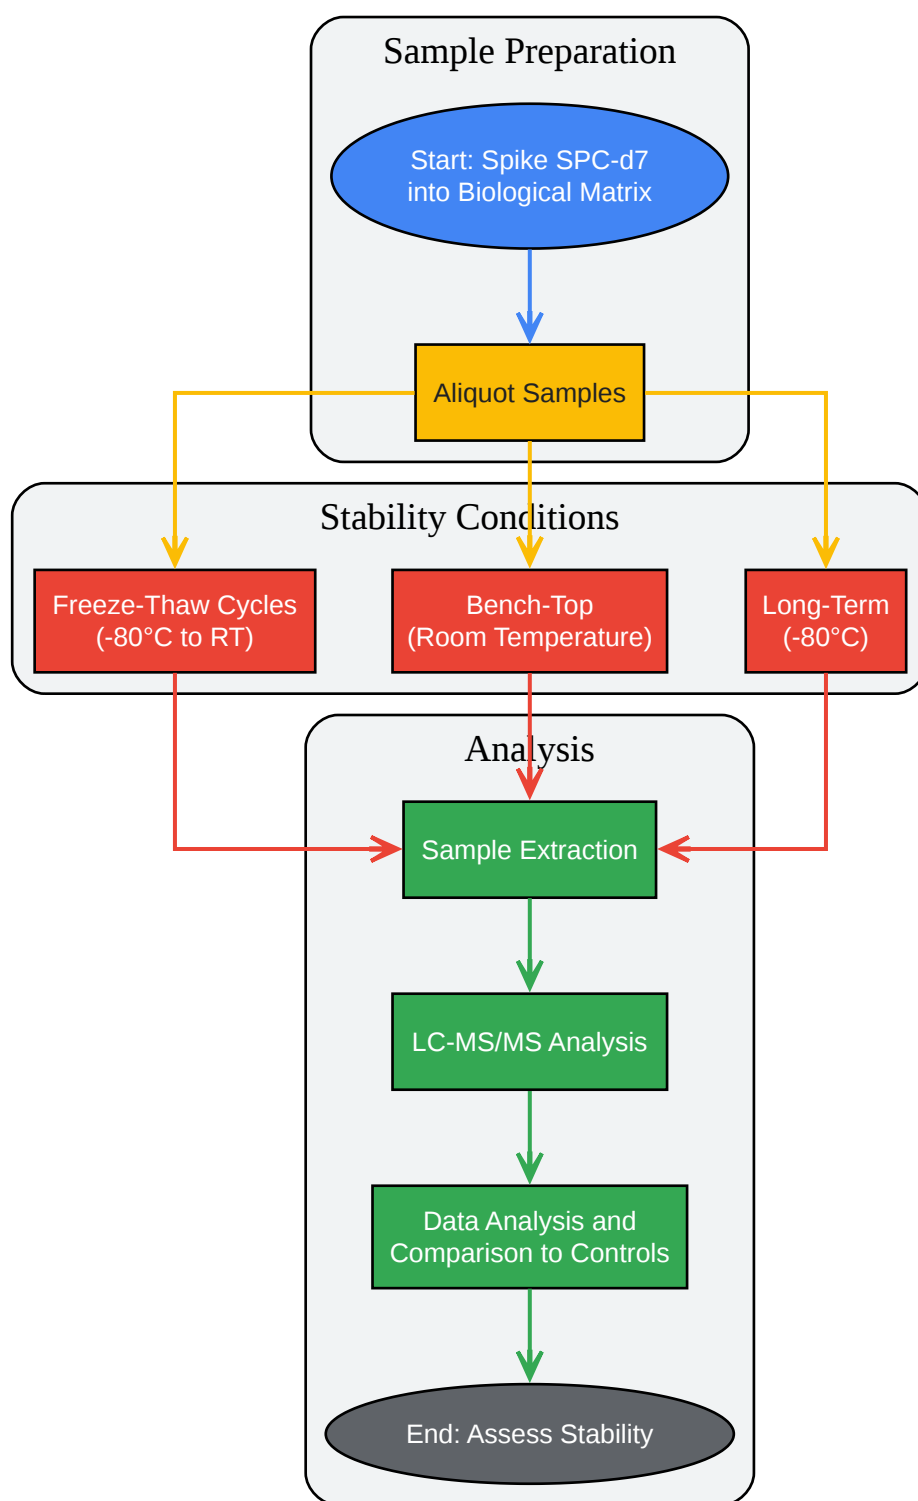 Sample Preparation
Start: Spike SPC-d7
into Biological Matrix
Aliquot Samples
Stability Conditions
Freeze-Thaw Cycles
(-80°C to RT)
Bench-Top
(Room Temperature)
Long-Term
(-80°C)
Analysis
Sample Extraction
LC-MS/MS Analysis
Data Analysis and
Comparison to Controls
End: Assess Stability